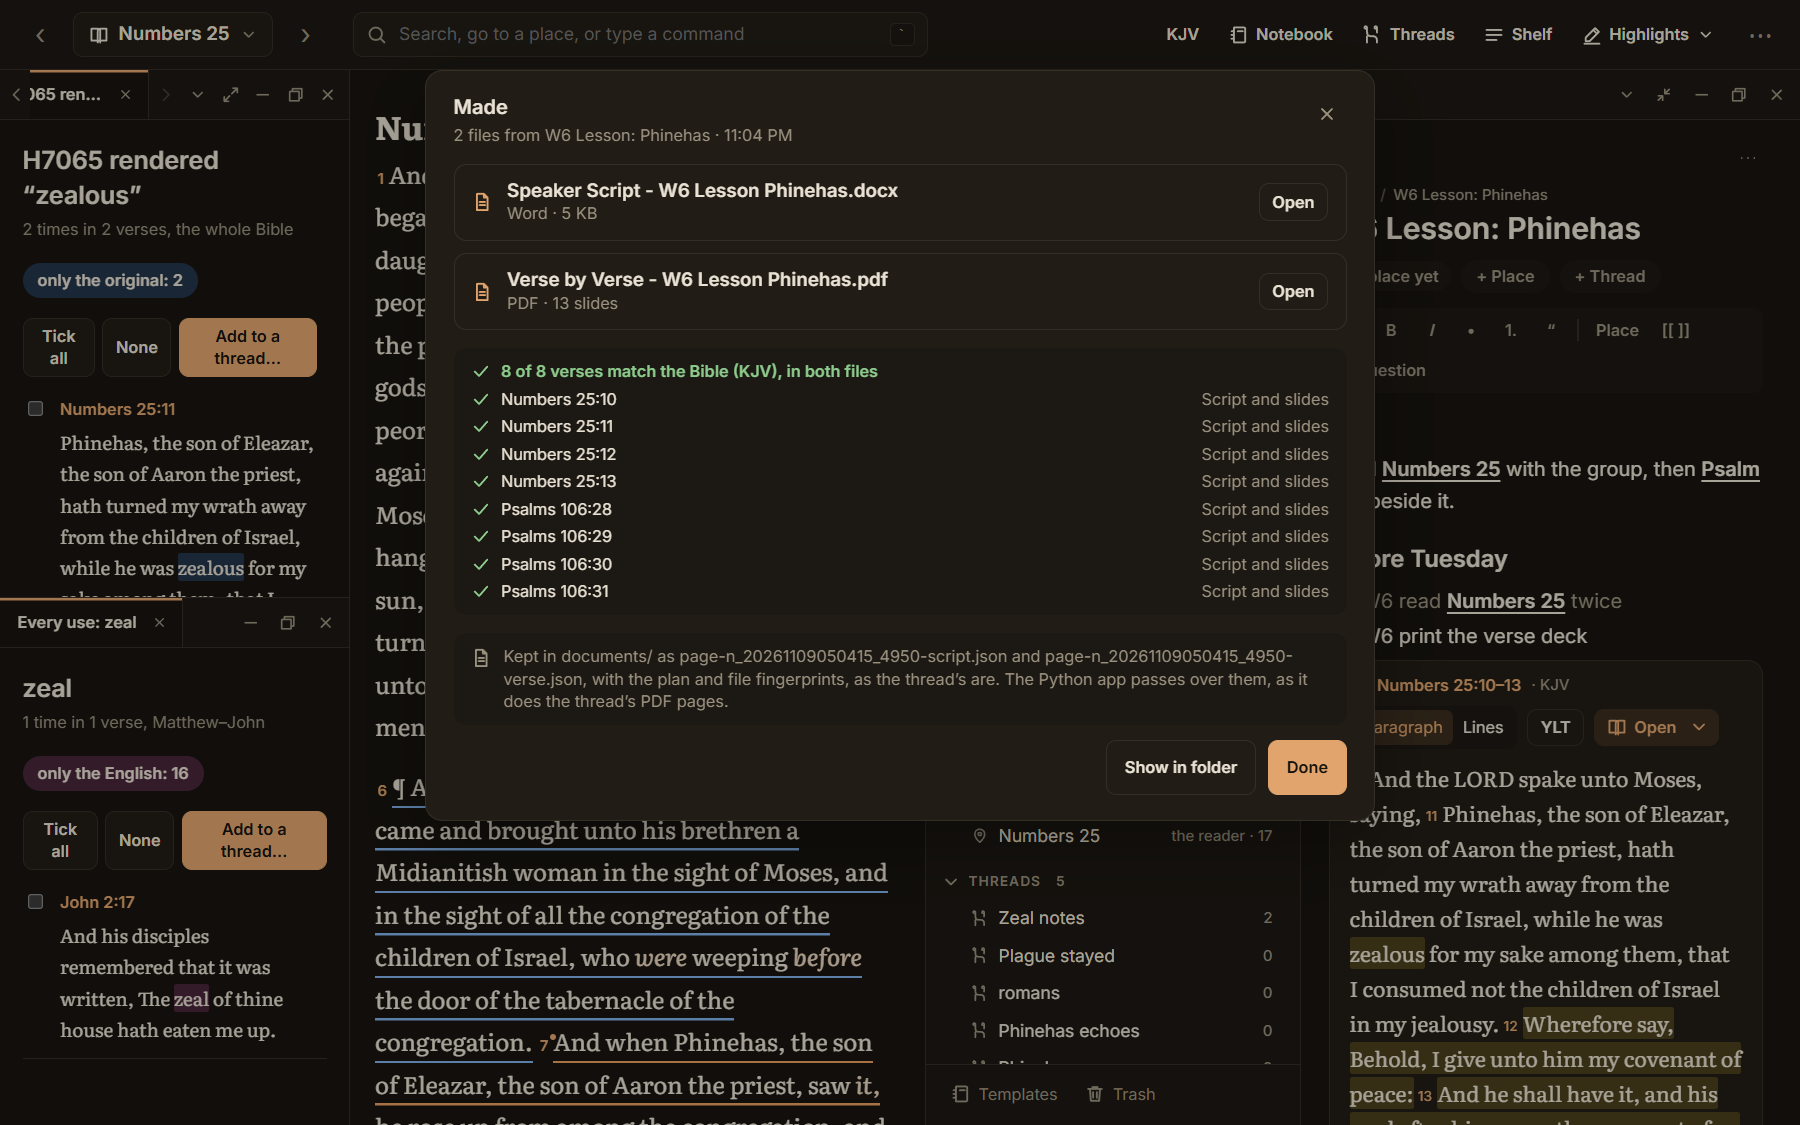 Numbers 25
Search, go to a place, or type a command
`
KJV
Notebook
Threads
Shelf
Highlights
065 ren...
H7065 rendered
“zealous”
2 times in 2 verses, the whole Bible
only the original: 2
Tick all
None
Add to a thread...
Numbers 25:11
Phinehas, the son of Eleazar,
the son of Aaron the priest,
hath turned my wrath away
from the children of Israel,
while he was zealous for my
Every use: zeal
zeal
1 time in 1 verse, Matthew–John
only the English: 16
Tick all
None
Add to a thread...
John 2:17
And his disciples
remembered that it was
written, The zeal of thine
house hath eaten me up.
1
6 ¶
came and brought unto his brethren a
Midianitish woman in the sight of Moses, and
in the sight of all the congregation of the
children of Israel, who were weeping before
the door of the tabernacle of the
congregation. 7 And when Phinehas, the son
of Eleazar, the son of Aaron the priest, saw it,
Made
2 files from W6 Lesson: Phinehas · 11:04 PM
Speaker Script - W6 Lesson Phinehas.docx
Word · 5 KB
Open
Verse by Verse - W6 Lesson Phinehas.pdf
PDF · 13 slides
Open
8 of 8 verses match the Bible (KJV), in both files
Numbers 25:10 Script and slides
Numbers 25:11 Script and slides
Numbers 25:12 Script and slides
Numbers 25:13 Script and slides
Psalms 106:28 Script and slides
Psalms 106:29 Script and slides
Psalms 106:30 Script and slides
Psalms 106:31 Script and slides
Kept in documents/ as page-n_20261109050415_4950-script.json and page-n_20261109050415_4950-
verse.json, with the plan and file fingerprints, as the thread’s are. The Python app passes over them, as it
does the thread’s PDF pages.
Show in folder
Done
Numbers 25 the reader · 17
THREADS 5
Zeal notes 2
Plague stayed 0
romans 0
Phinehas echoes 0
Templates
Trash
/ W6 Lesson: Phinehas
Lesson: Phinehas
yet
+ Place
+ Thread
B I • 1. “ Place [[ ]]
Numbers 25 with the group, then Psalm
beside it.
Tuesday
read Numbers 25 twice
print the verse deck
Numbers 25:10–13 · KJV
Lines
YLT
Open
And the LORD spake unto Moses,
saying, 11 Phinehas, the son of Eleazar,
the son of Aaron the priest, hath
turned my wrath away from the
children of Israel, while he was
zealous for my sake among them, that
I consumed not the children of Israel
in my jealousy. 12 Wherefore say,
Behold, I give unto him my covenant of
peace: 13 And he shall have it, and his